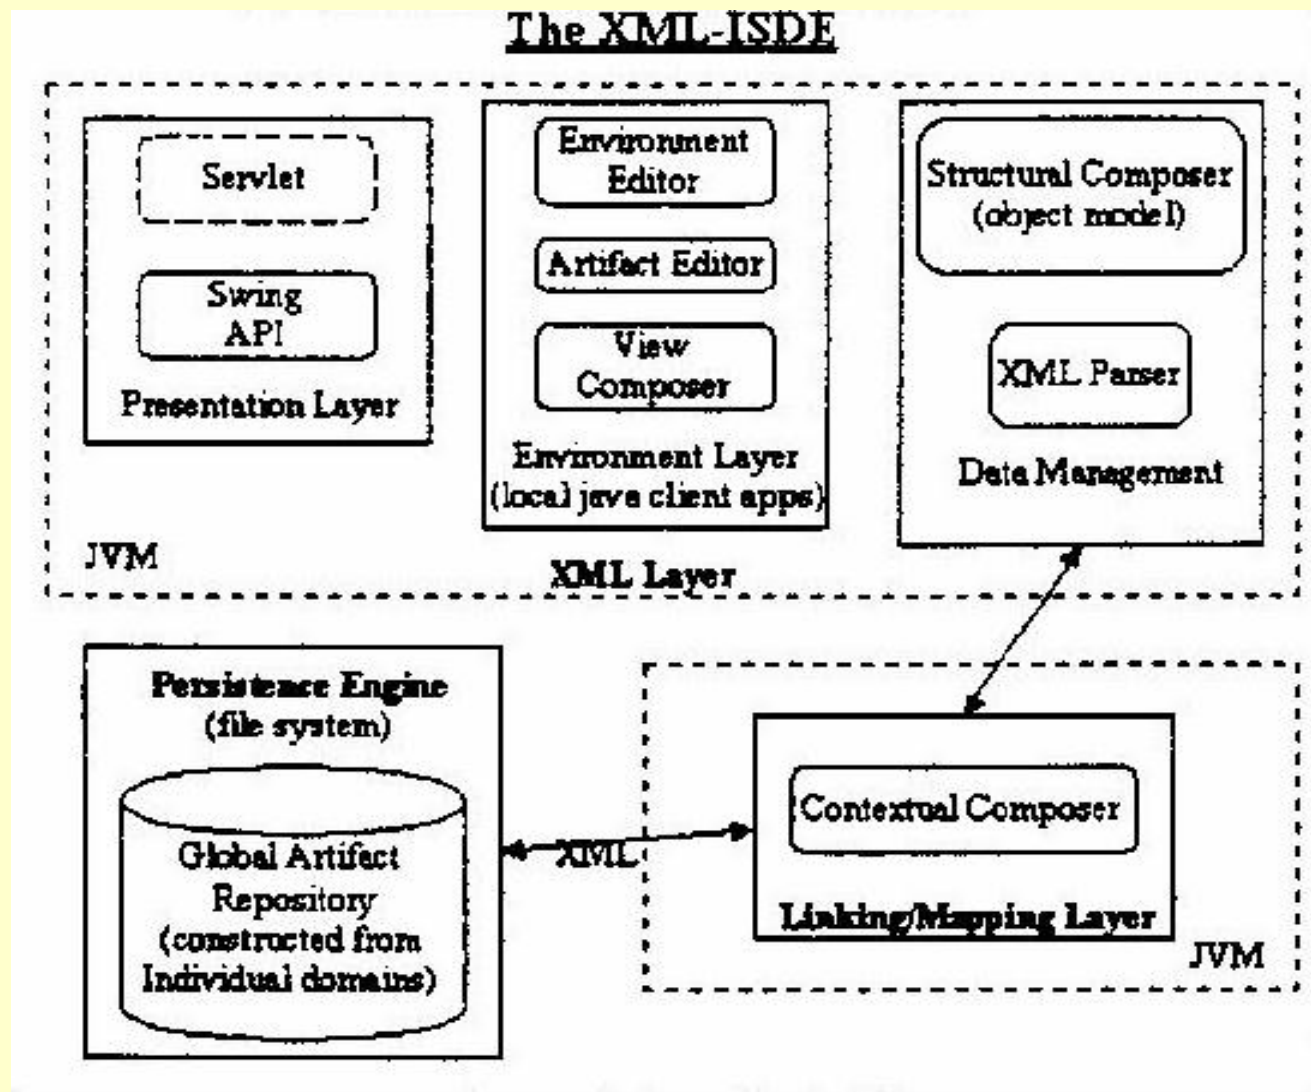 The XML-ISDE
Servlet
Swing
API
Presentation Layer
Environment
Editor
Artifact Editor
View
Composer
Environment Layer
(local java client apps)
Structural Composer
(object model)
XML Parser
Data Management
JVM
XML Layer
Persistence Engine
(file system)
Global Artifact
Repository
(constructed from
Individual domains)
XML
Contextual Composer
Linking/Mapping Layer
JVM